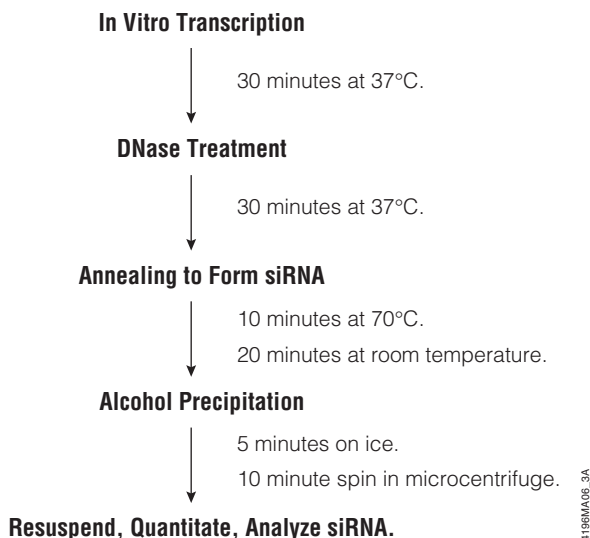 In Vitro Transcription
30 minutes at 37°C.
DNase Treatment
30 minutes at 37°C.
Annealing to Form siRNA
10 minutes at 70°C.
20 minutes at room temperature.
Alcohol Precipitation
5 minutes on ice.
10 minute spin in microcentrifuge.
Resuspend, Quantitate, Analyze siRNA.
4196MA06_3A